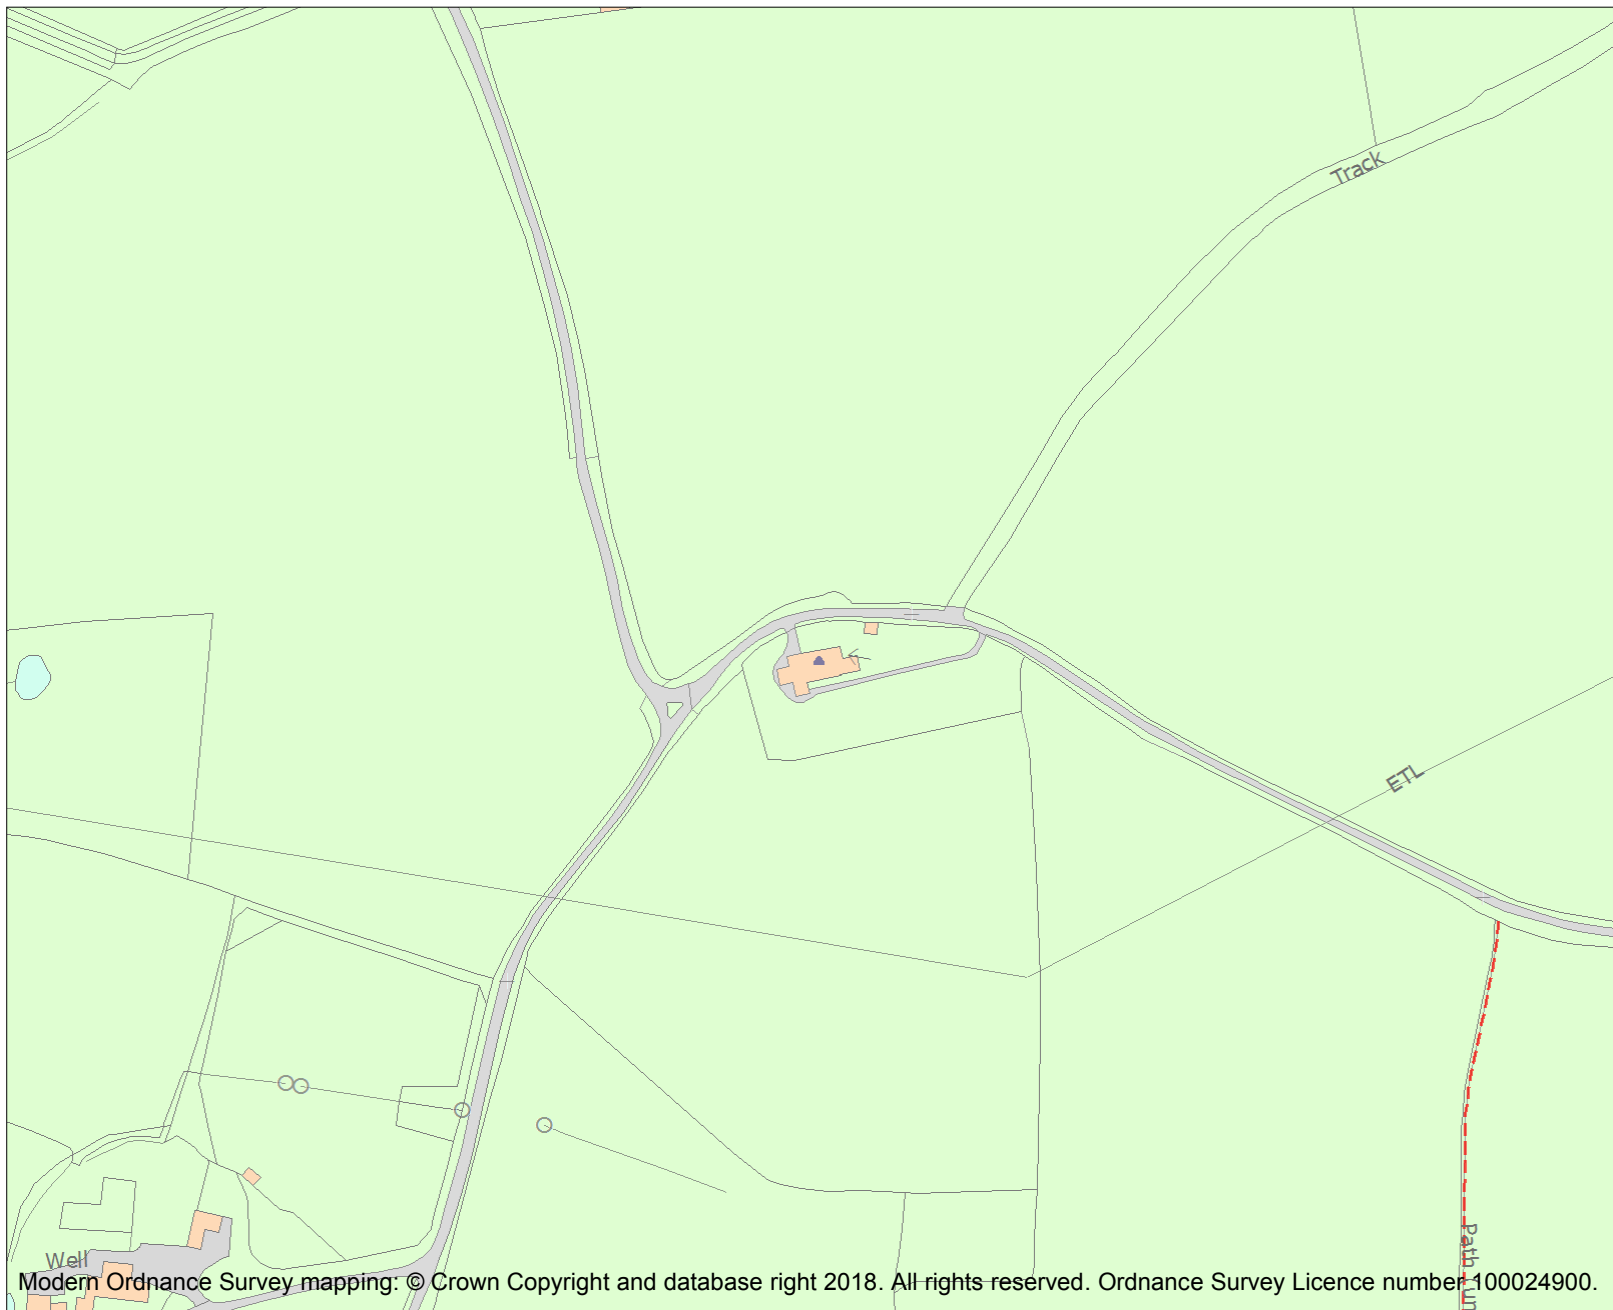 Track
ETL
Well
Path
Modern Ordnance Survey mapping: © Crown Copyright and database right 2018. All rights reserved. Ordnance Survey Licence number 100024900.